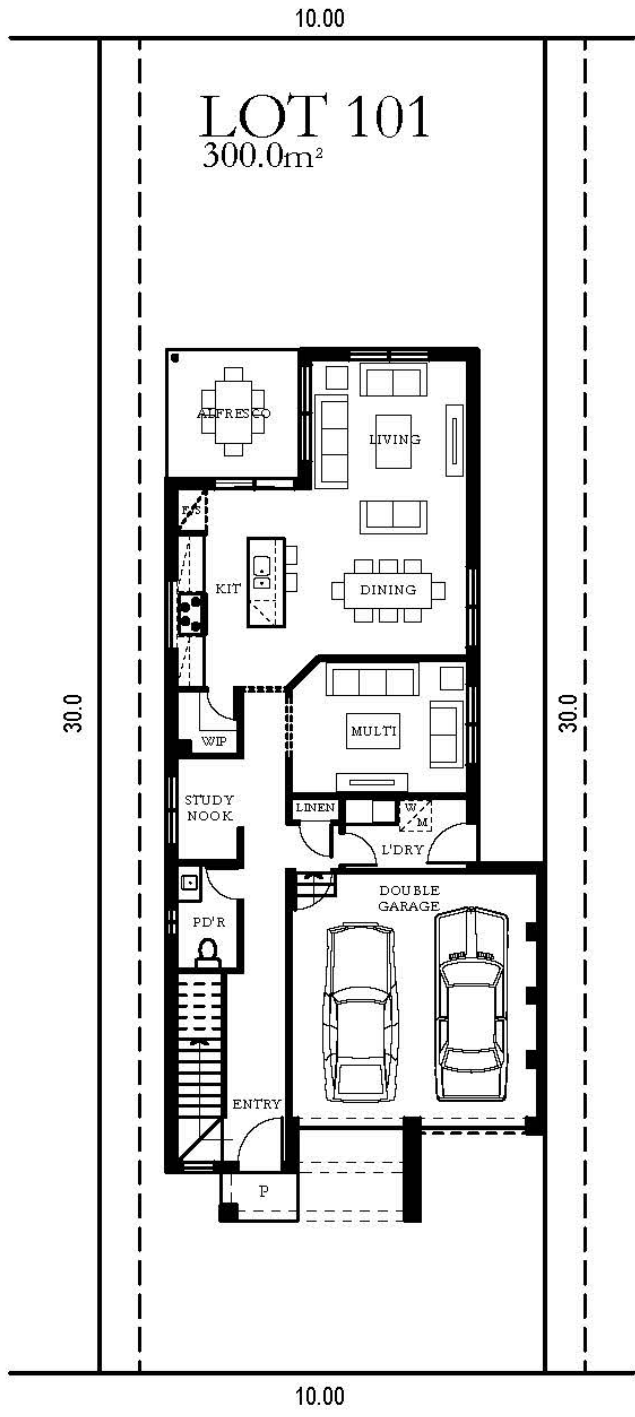 10.00
LOT 101
300.0m²
ALFRESCO
LIVING
F/S
KIT
DINING
30.0
30.0
WIP
MULTI
STUDY
NOOK
LINEN
W
M
L'DRY
DOUBLE
GARAGE
PD'R
ENTRY
P
10.00